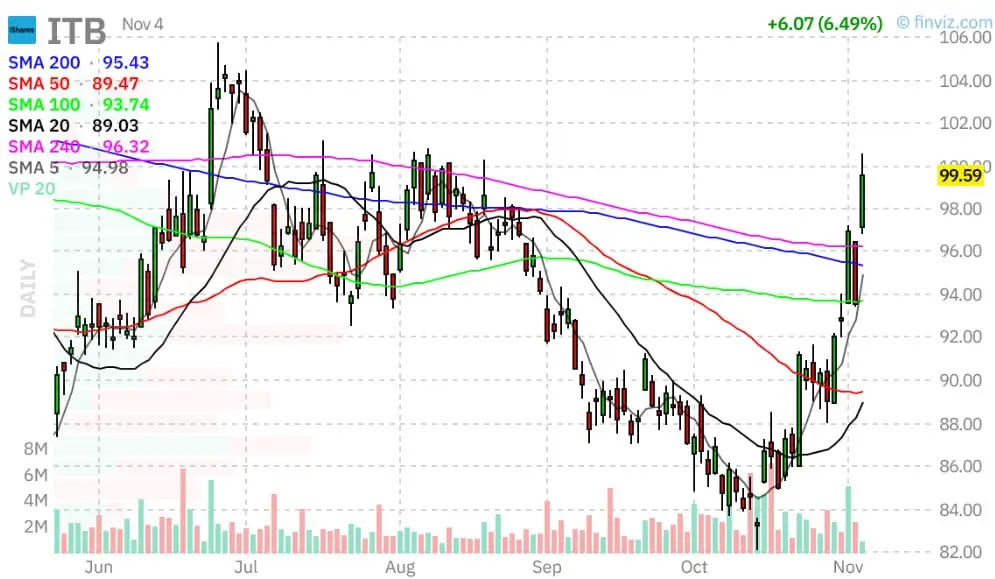 iShares ITB Nov 4 +6.07 (6.49%) © finviz.com
SMA 200 · 95.43
SMA 50 · 89.47
SMA 100 · 93.74
SMA 20 · 89.03
SMA 240 · 96.32
SMA 5 · 94.98
VP 20
DAILY
106.00
104.00
102.00
100.00
99.59
98.00
96.00
94.00
92.00
90.00
88.00
86.00
84.00
82.00
8M
6M
4M
2M
Jun Jul Aug Sep Oct Nov